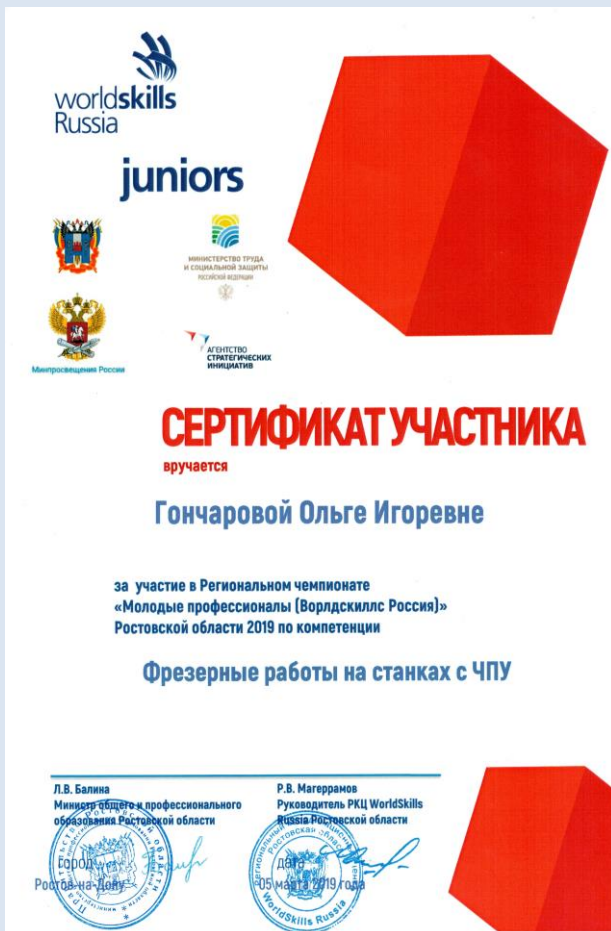 worldskills
Russia
juniors
МИНИСТЕРСТВО ТРУДА
И СОЦИАЛЬНОЙ ЗАЩИТЫ
РОССИЙСКОЙ ФЕДЕРАЦИИ
Минпросвещения России
АГЕНТСТВО
СТРАТЕГИЧЕСКИХ
ИНИЦИАТИВ
СЕРТИФИКАТ УЧАСТНИКА
вручается
Гончаровой Ольге Игоревне
за участие в Региональном чемпионате
«Молодые профессионалы (Ворлдскиллс Россия)»
Ростовской области 2019 по компетенции
Фрезерные работы на станках с ЧПУ
Л.В. Балина
Министр общего и профессионального
образования Ростовской области
город
Ростов-на-Дону
Р.В. Магеррамов
Руководитель РКЦ WorldSkills
Russia Ростовской области
дата
05 марта 2019 года
WorldSkills Russia